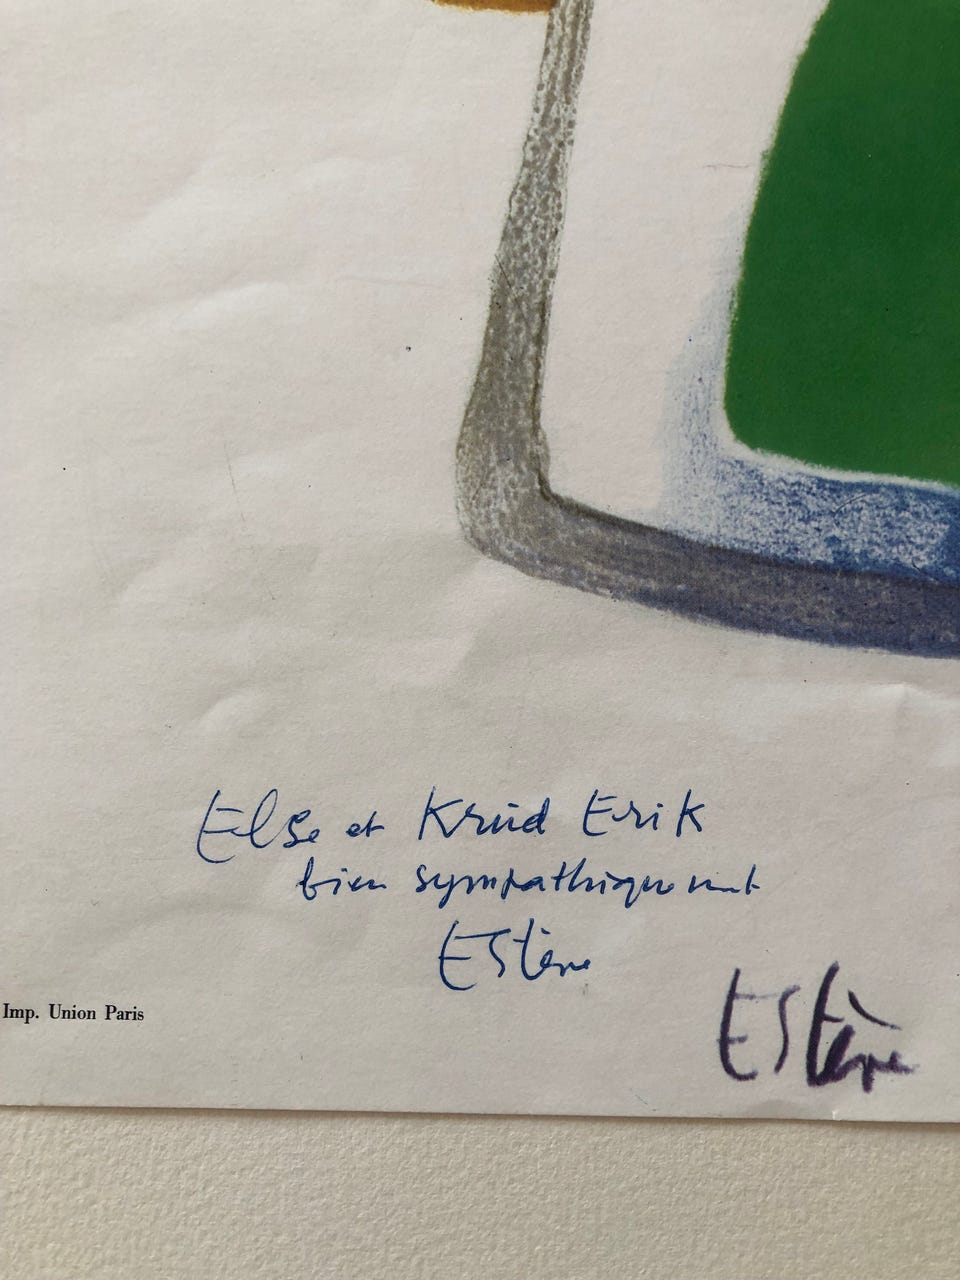 Else et Knud Erik
bien sympathiquement
Estève
Imp. Union Paris
Estève